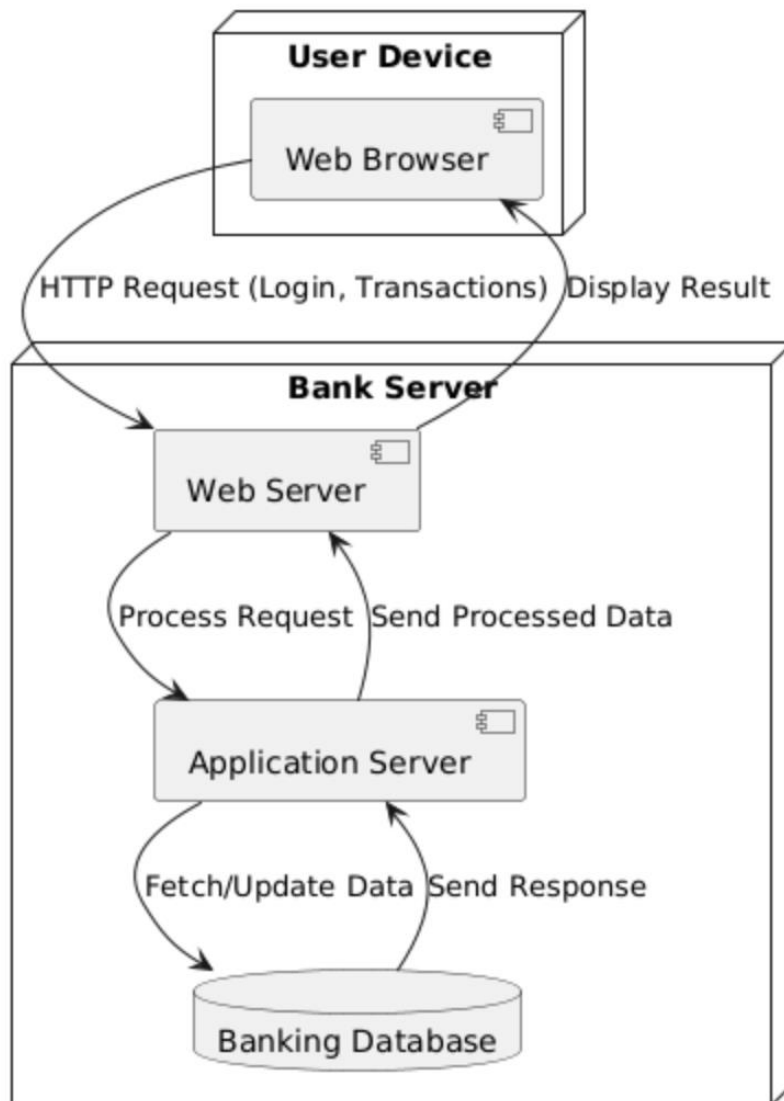 User Device
Web Browser
HTTP Request (Login, Transactions)
Display Result
Bank Server
Web Server
Process Request
Send Processed Data
Application Server
Fetch/Update Data
Send Response
Banking Database